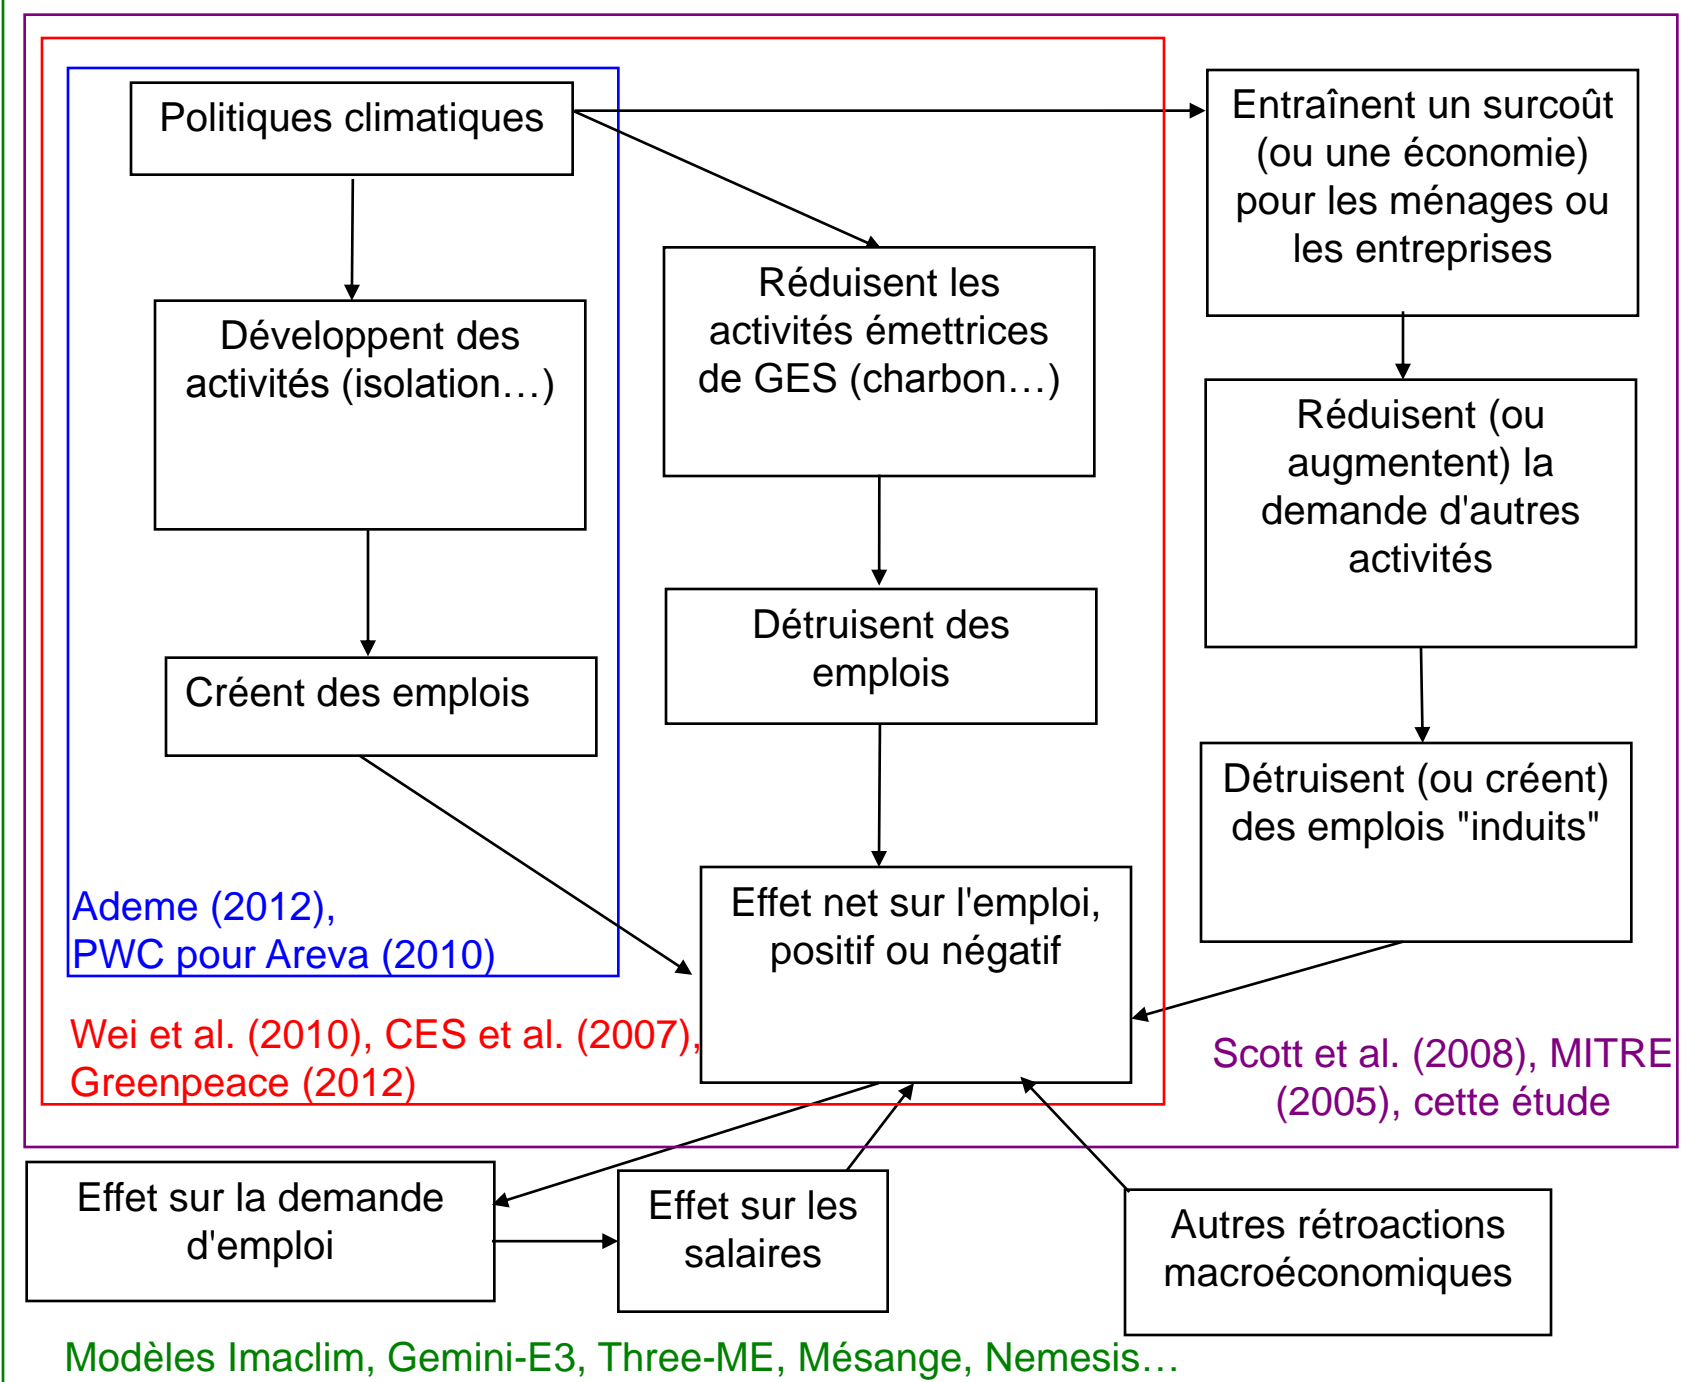 Politiques climatiques
Entraînent un surcoût
(ou une économie)
pour les ménages ou
les entreprises
Développent des
activités (isolation…)
Réduisent les
activités émettrices
de GES (charbon…)
Réduisent (ou
augmentent) la
demande d'autres
activités
Créent des emplois
Détruisent des
emplois
Détruisent (ou créent)
des emplois "induits"
Effet net sur l'emploi,
positif ou négatif
Ademe (2012),
PWC pour Areva (2010)
Wei et al. (2010), CES et al. (2007),
Greenpeace (2012)
Scott et al. (2008), MITRE
(2005), cette étude
Effet sur la demande
d'emploi
Effet sur les
salaires
Autres rétroactions
macroéconomiques
Modèles Imaclim, Gemini-E3, Three-ME, Mésange, Nemesis…